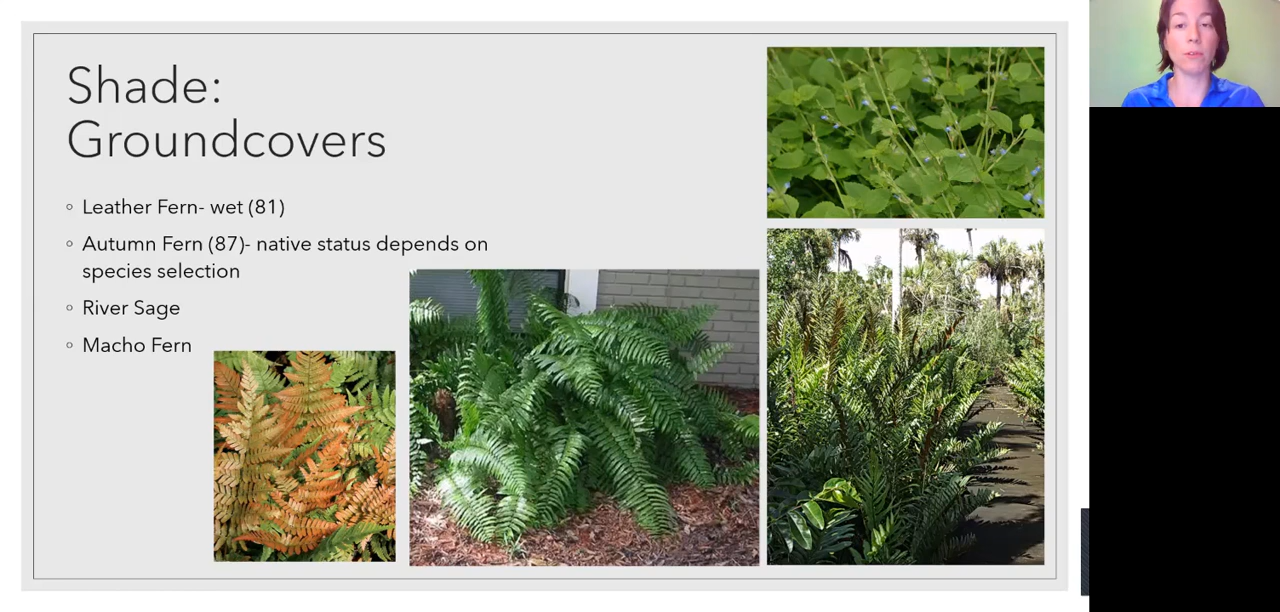 Shade:
Groundcovers
Leather Fern- wet (81)
Autumn Fern (87)- native status depends on
species selection
River Sage
Macho Fern